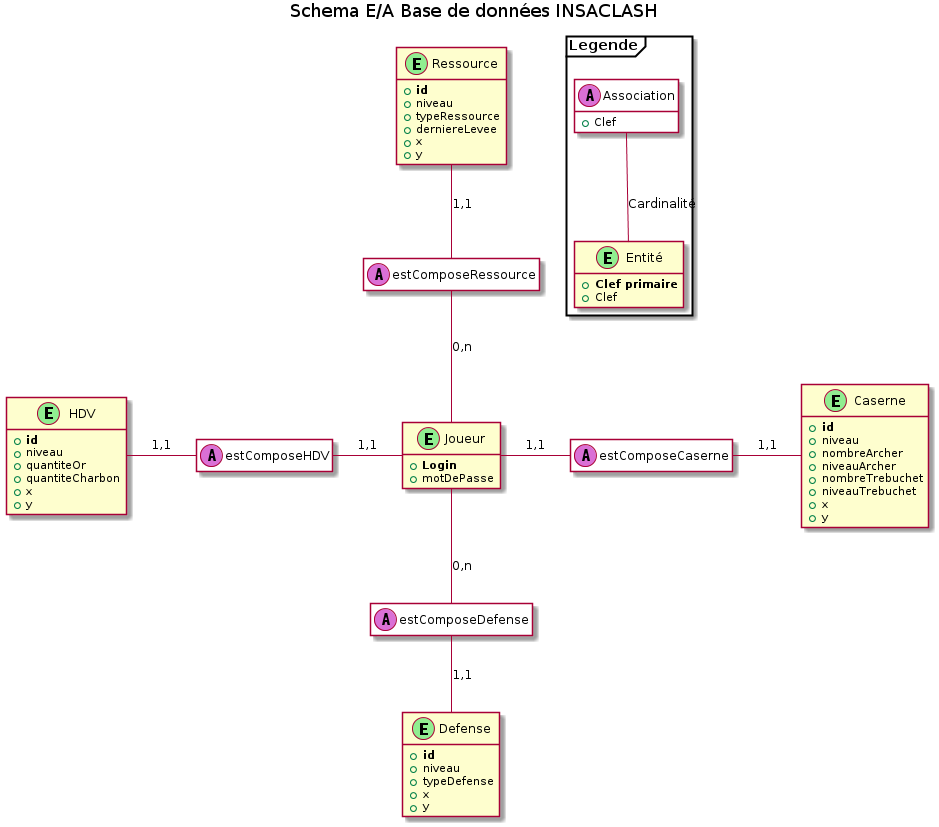 Schema E/A Base de données INSACLASH
E Ressource
id
niveau
typeRessource
derniereLevee
x
y
Legende
A Association
Clef
Cardinalité
E Entité
Clef primaire
Clef
1,1
A estComposeRessource
0,n
E HDV
id
niveau
quantiteOr
quantiteCharbon
x
y
1,1
A estComposeHDV
1,1
E Joueur
Login
motDePasse
1,1
A estComposeCaserne
1,1
E Caserne
id
niveau
nombreArcher
niveauArcher
nombreTrebuchet
niveauTrebuchet
x
y
0,n
A estComposeDefense
1,1
E Defense
id
niveau
typeDefense
x
y